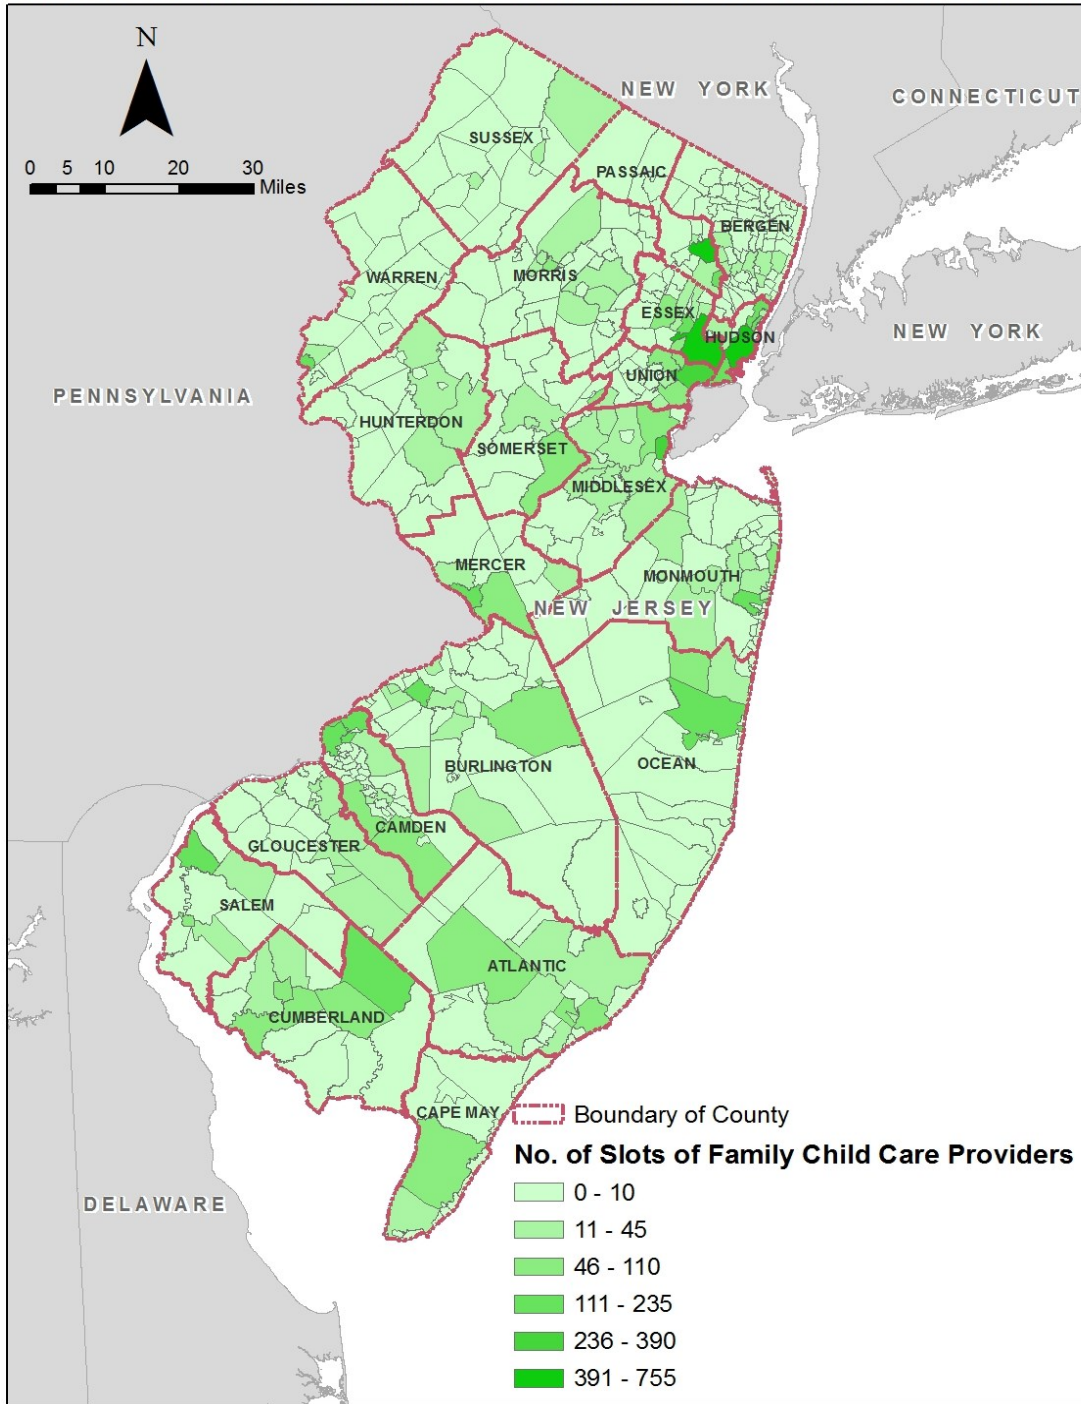 N
0 5 10 20 30
Miles
NEW YORK
CONNECTICUT
SUSSEX
PASSAIC
BERGEN
WARREN
MORRIS
ESSEX
HUDSON
NEW YORK
UNION
PENNSYLVANIA
HUNTERDON
SOMERSET
MIDDLESEX
MERCER
MONMOUTH
NEW JERSEY
BURLINGTON
OCEAN
CAMDEN
GLOUCESTER
SALEM
ATLANTIC
CUMBERLAND
CAPE MAY
DELAWARE
Boundary of County
No. of Slots of Family Child Care Providers
0 - 10
11 - 45
46 - 110
111 - 235
236 - 390
391 - 755